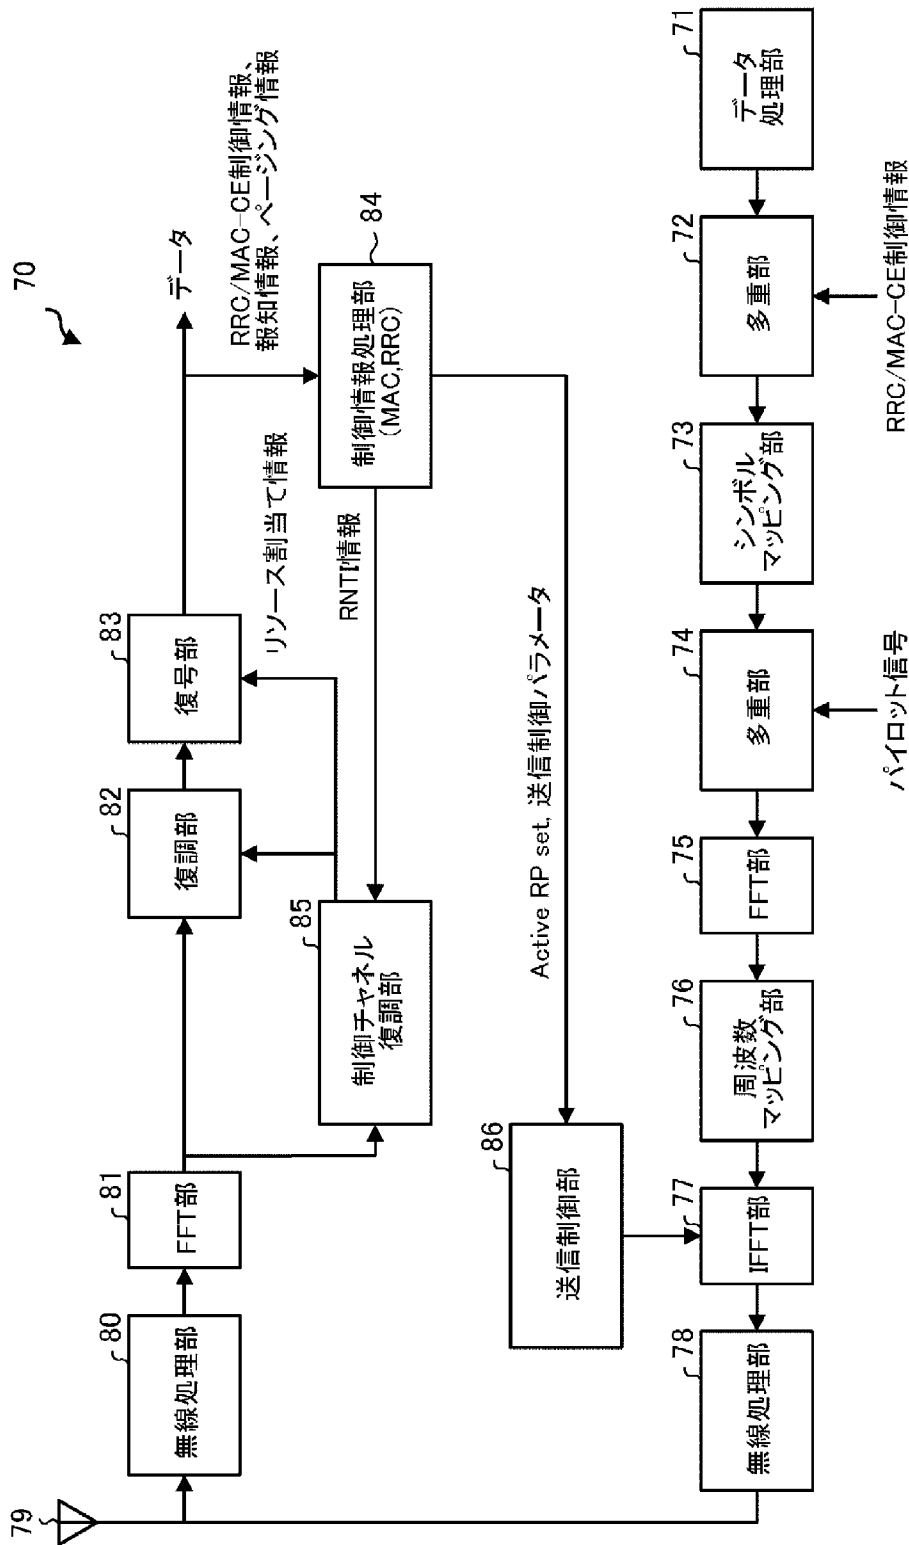 70
79
80
無線処理部
81
FFT部
82
復調部
83
復号部
データ
RRC/MAC-CE制御情報、
報知情報、ページング情報
84
制御情報処理部
(MAC,RRC)
リソース割当て情報
RNTI情報
85
制御チャネル
復調部
Active RP set, 送信制御パラメータ
86
送信制御部
71
データ
処理部
72
多重部
RRC/MAC-CE制御情報
73
シンボル
マッピング部
74
多重部
パイロット信号
75
FFT部
76
周波数
マッピング部
77
IFFT部
78
無線処理部